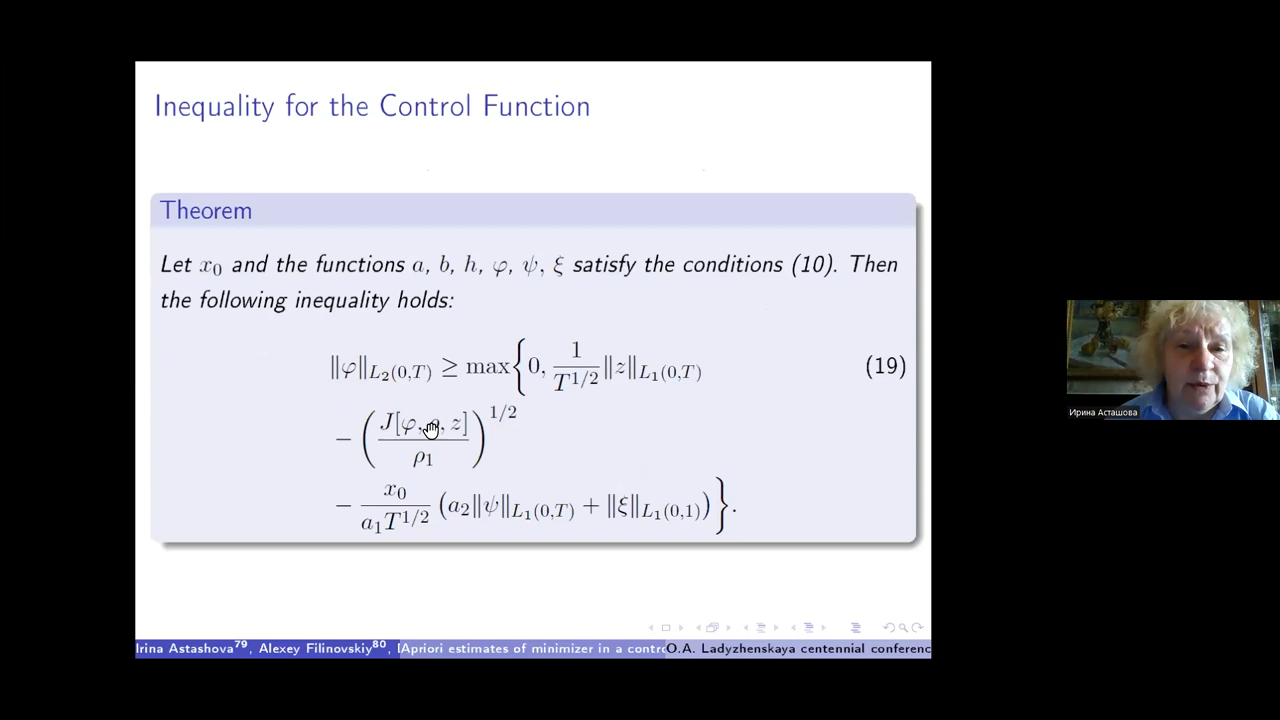 Inequality for the Control Function
Theorem
Let x₀ and the functions a, b, h, φ, ψ, ξ satisfy the conditions (10). Then
the following inequality holds:
‖φ‖_{L₂(0,T)} ≥ max{0, 1/T^{1/2} ‖z‖_{L₁(0,T)} (19)
− (J[φ, , z]/ρ₁)^{1/2}
− x₀/(a₁T^{1/2}) (a₂‖ψ‖_{L₁(0,T)} + ‖ξ‖_{L₁(0,1)})}.
Ирина Асташова
Irina Astashova⁷⁹, Alexey Filinovskiy⁸⁰, Apriori estimates of minimizer in a contro O.A. Ladyzhenskaya centennial conferenc